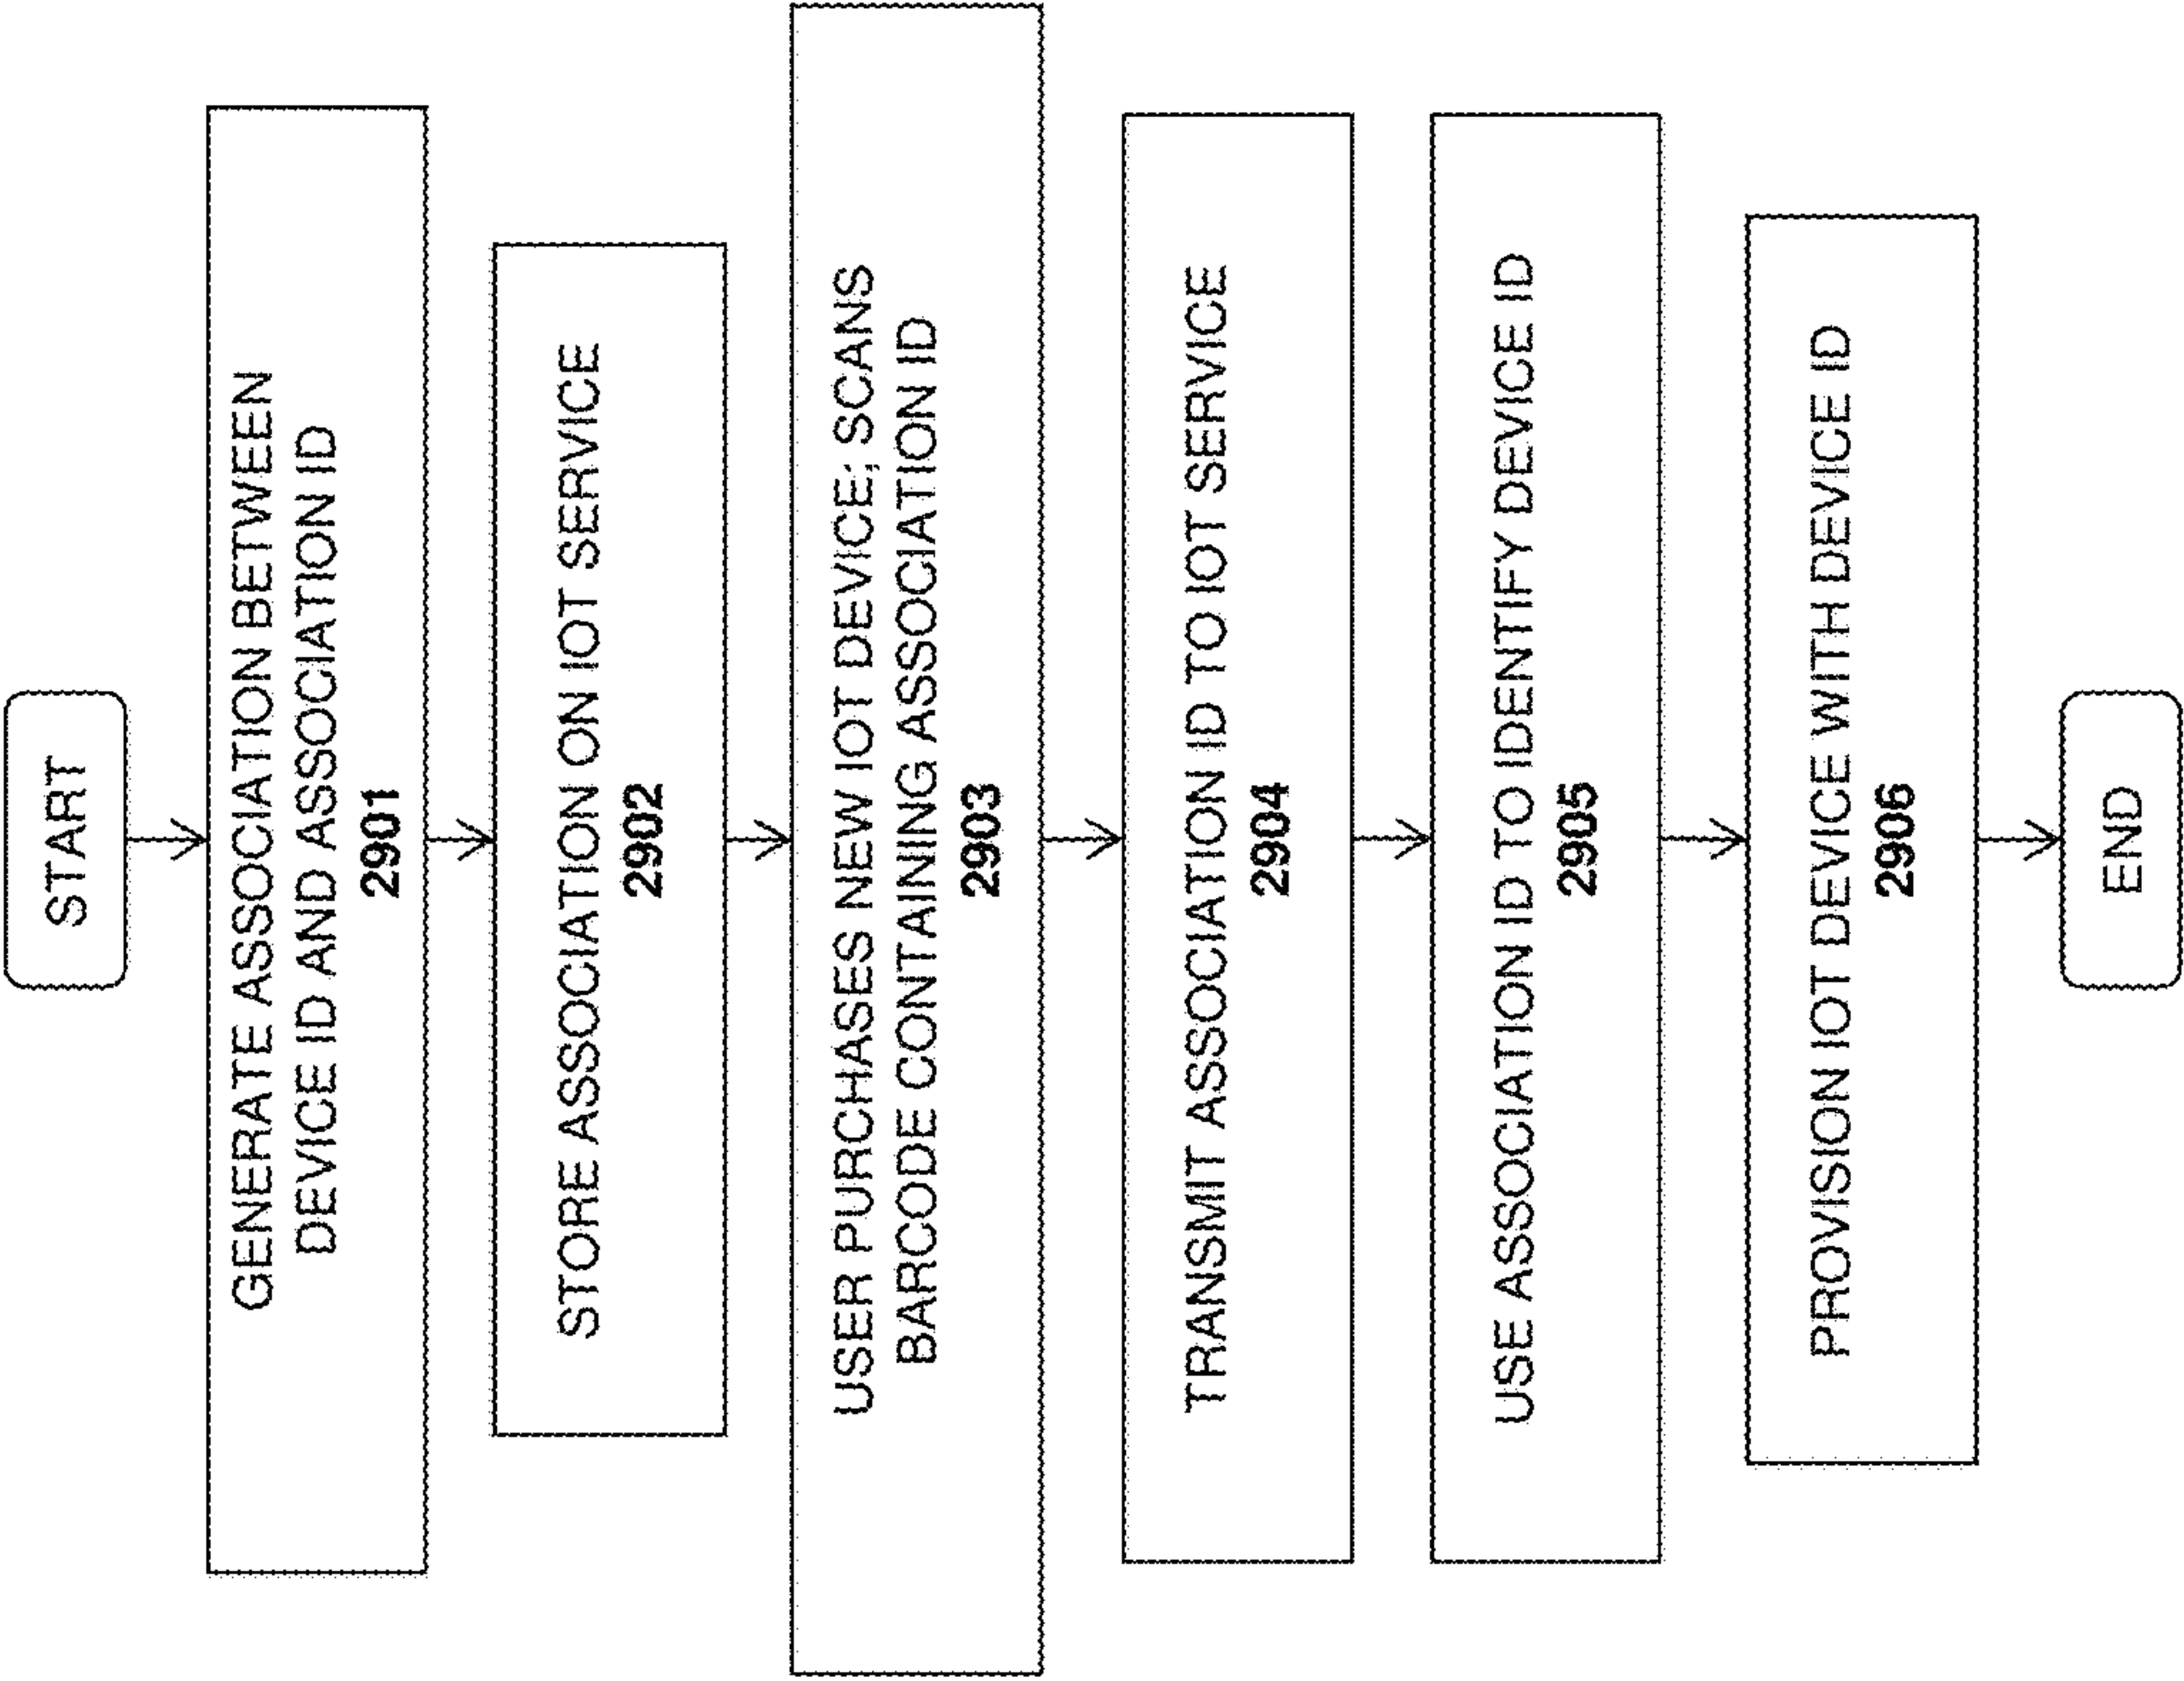 START
GENERATE ASSOCIATION BETWEEN
DEVICE ID AND ASSOCIATION ID
2901
STORE ASSOCIATION ON IOT SERVICE
2902
USER PURCHASES NEW IOT DEVICE; SCANS
BARCODE CONTAINING ASSOCIATION ID
2903
TRANSMIT ASSOCIATION ID TO IOT SERVICE
2904
USE ASSOCIATION ID TO IDENTIFY DEVICE ID
2905
PROVISION IOT DEVICE WITH DEVICE ID
2906
END